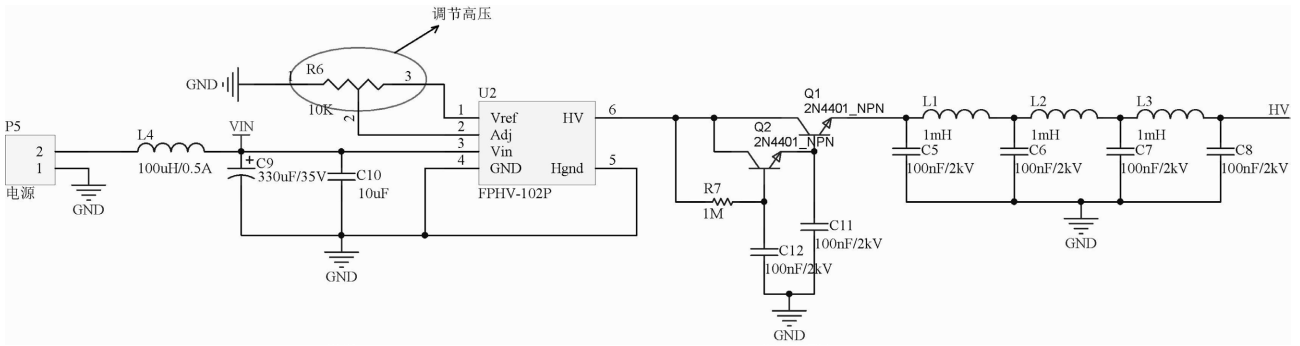 调节高压
R6
GND
1
3
10K
2
U2
1
Vref
HV
6
2
Adj
3
Vin
4
GND
Hgnd
5
FPHV-102P
P5
2
1
电源
GND
L4
100uH/0.5A
VIN
+
C9
330uF/35V
C10
10uF
GND
Q1
2N4401_NPN
Q2
2N4401_NPN
R7
1M
C11
100nF/2kV
C12
100nF/2kV
GND
L1
1mH
L2
1mH
L3
1mH
HV
C5
100nF/2kV
C6
100nF/2kV
C7
100nF/2kV
C8
100nF/2kV
GND